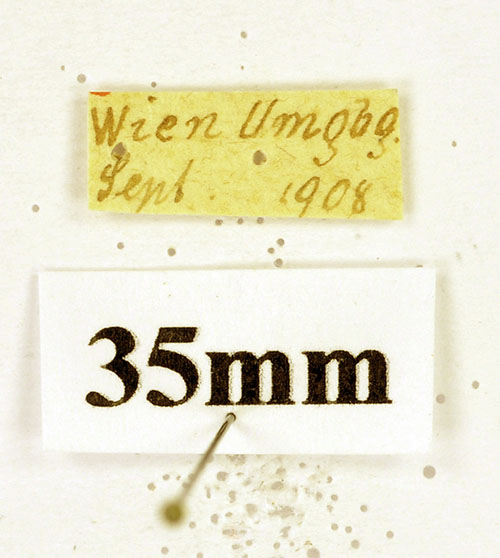 Wien Umgbg.
Sept. 1908
35mm